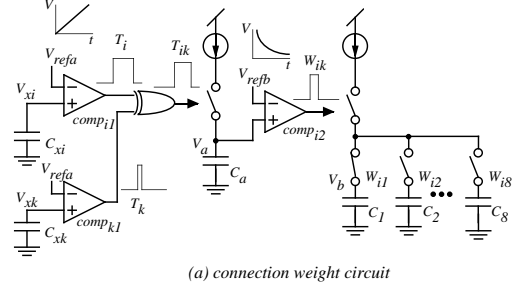 V
t
T_i
T_ik
V_refa
V
t
W_ik
V_xi
comp_i1
V_refb
C_xi
comp_i2
V_a
V_refa
C_a
V_b
W_i1
W_i2
W_i8
V_xk
T_k
C_1
C_2
C_8
C_xk
comp_k1
(a) connection weight circuit